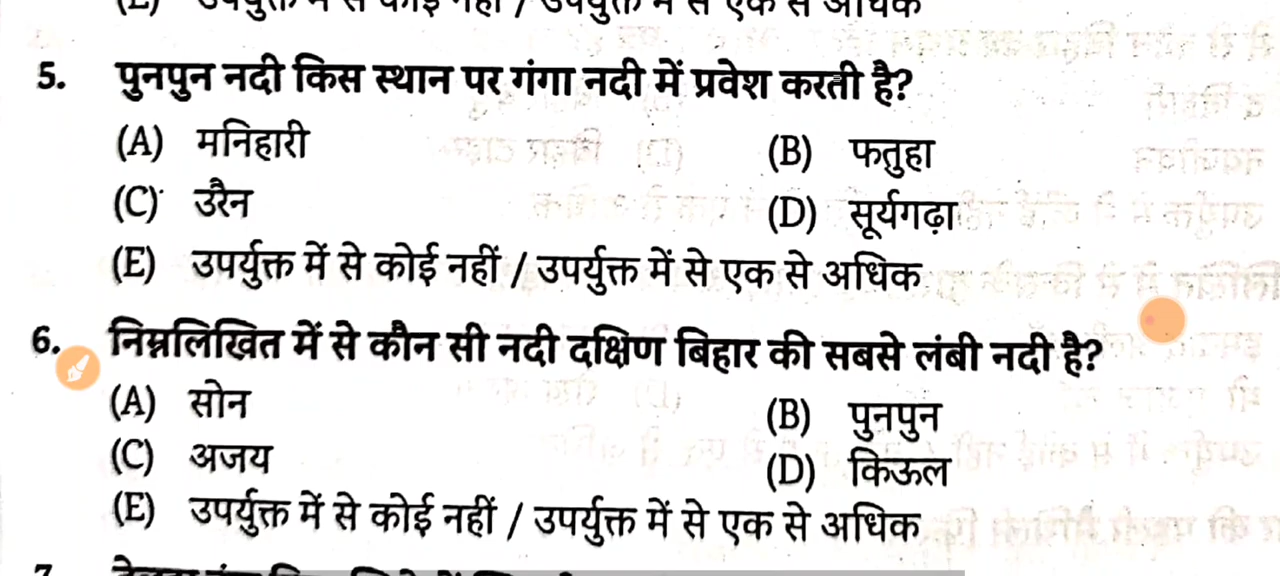 5. पुनपुन नदी किस स्थान पर गंगा नदी में प्रवेश करती है?
(A) मनिहारी (B) फतुहा
(C) उरैन (D) सूर्यगढ़ा
(E) उपर्युक्त में से कोई नहीं / उपर्युक्त में से एक से अधिक
6. निम्नलिखित में से कौन सी नदी दक्षिण बिहार की सबसे लंबी नदी है?
(A) सोन (B) पुनपुन
(C) अजय (D) किऊल
(E) उपर्युक्त में से कोई नहीं / उपर्युक्त में से एक से अधिक